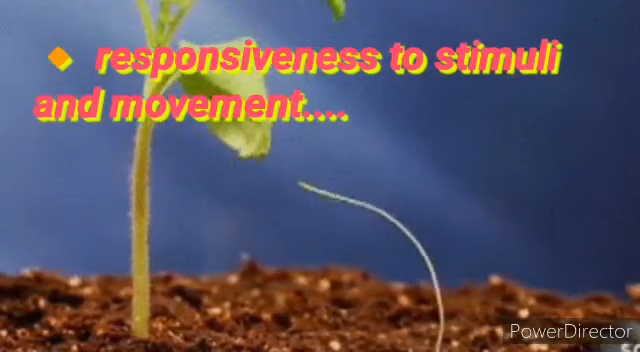 🔸 responsiveness to stimuli
and movement....
PowerDirector